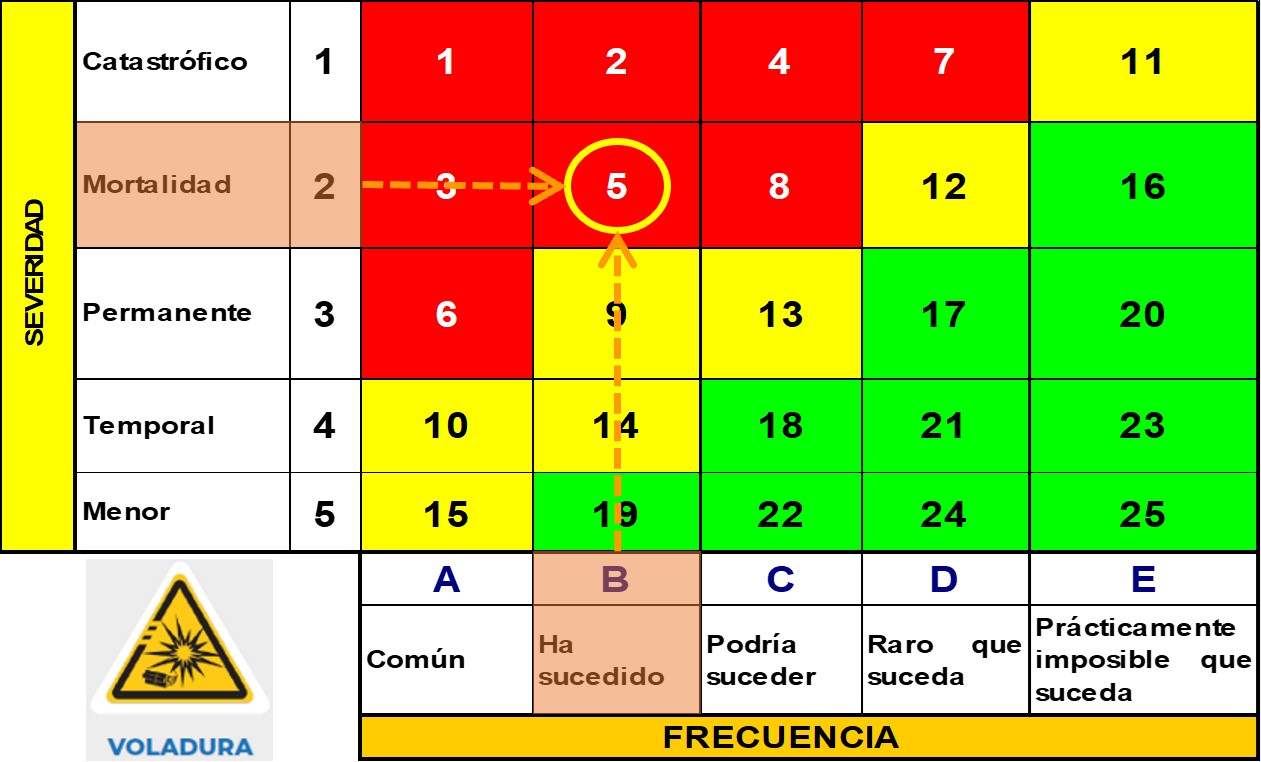 SEVERIDAD
Catastrófico 1 1 2 4 7 11
Mortalidad 2 3 5 8 12 16
Permanente 3 6 9 13 17 20
Temporal 4 10 14 18 21 23
Menor 5 15 19 22 24 25
A B C D E
Común
Ha
sucedido
Podría
suceder
Raro que
suceda
Prácticamente
imposible que
suceda
FRECUENCIA
VOLADURA